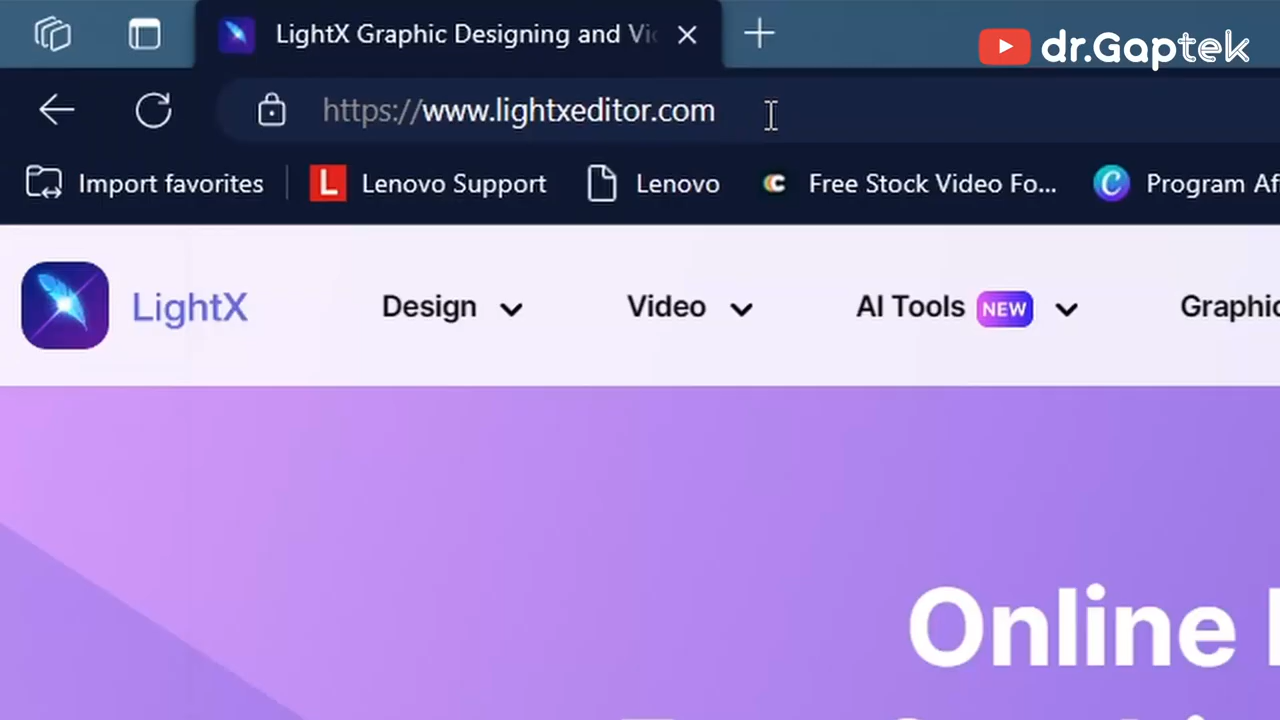 LightX Graphic Designing and Vi
dr.Gaptek
https://www.lightxeditor.com
Import favorites
L
Lenovo Support
Lenovo
Free Stock Video Fo...
Program Af
LightX
Design
Video
AI Tools
NEW
Graphic
Online